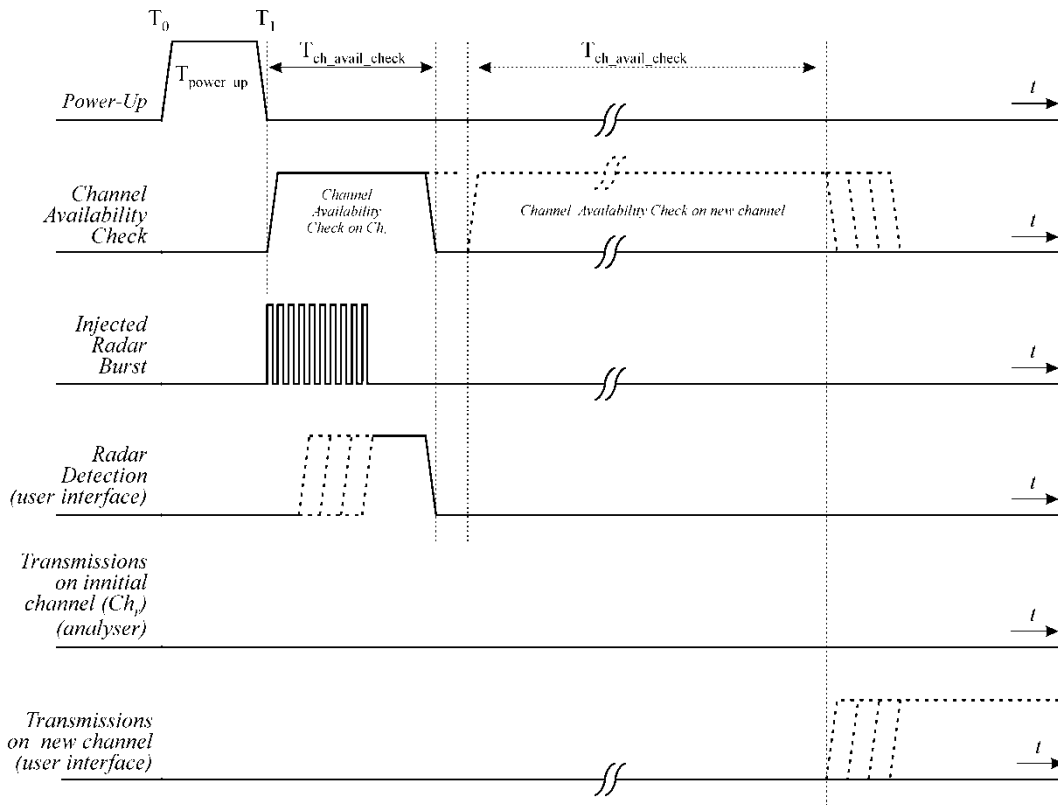 T0 T1
Tch_avail_check
Tch_avail_check
Tpower_up
Power-Up
t
Channel
Availability
Check
Channel
Availability
Check on Chr
Channel Availability Check on new channel
t
Injected
Radar
Burst
t
Radar
Detection
(user interface)
t
Transmissions
on innitial
channel (Chr)
(analyser)
t
Transmissions
on new channel
(user interface)
t